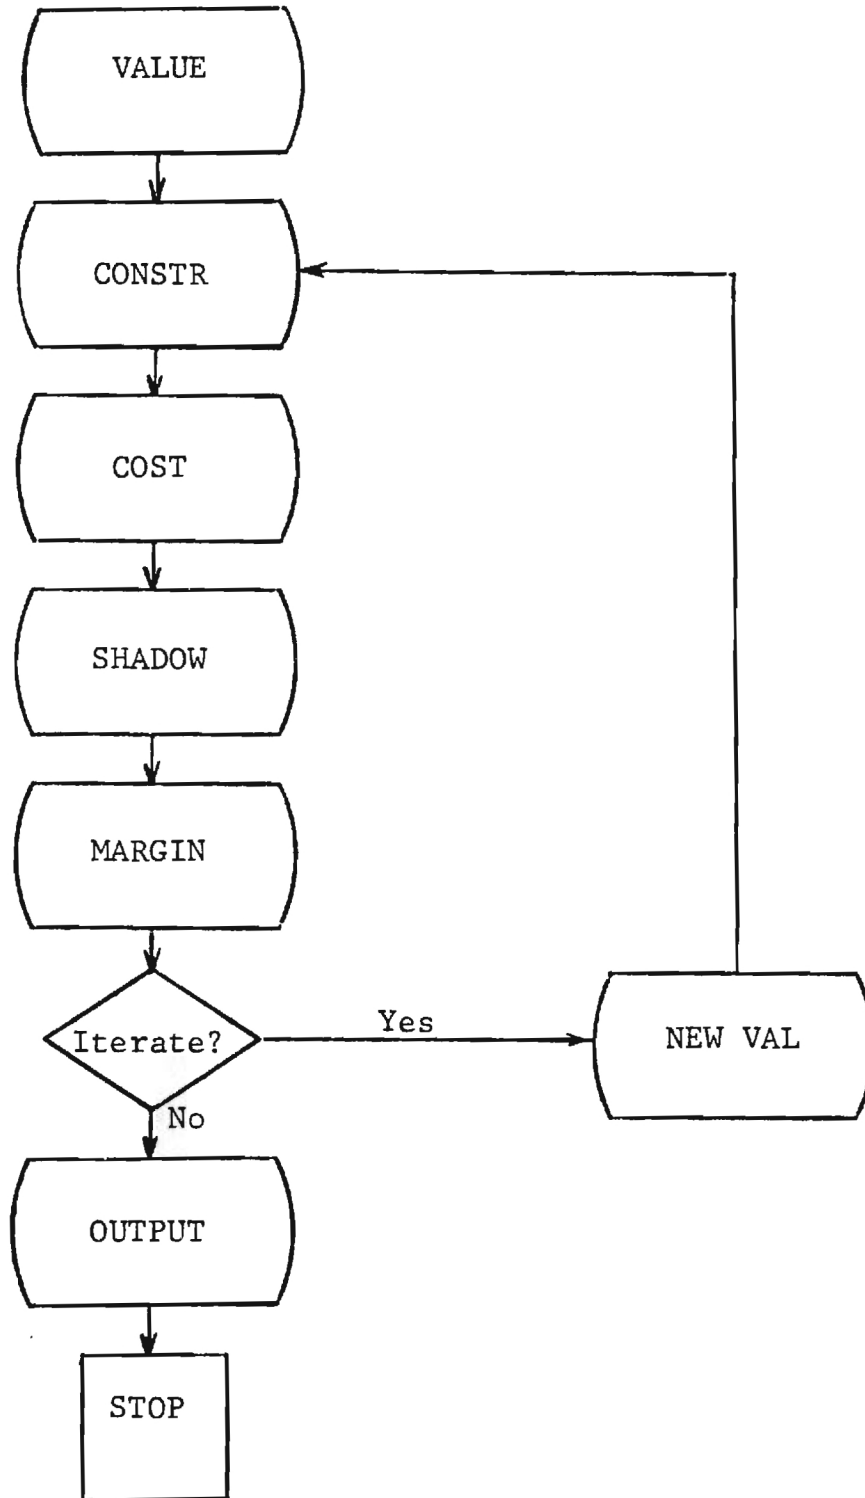 VALUE
CONSTR
COST
SHADOW
MARGIN
Iterate?
Yes
NEW VAL
No
OUTPUT
STOP